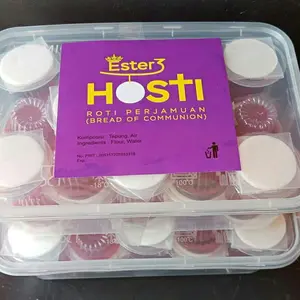 Ester3
HOSTI
ROTI PERJAMUAN
(BREAD OF COMMUNION)
Komposisi : Tepung, Air
Ingredients : Flour, Water